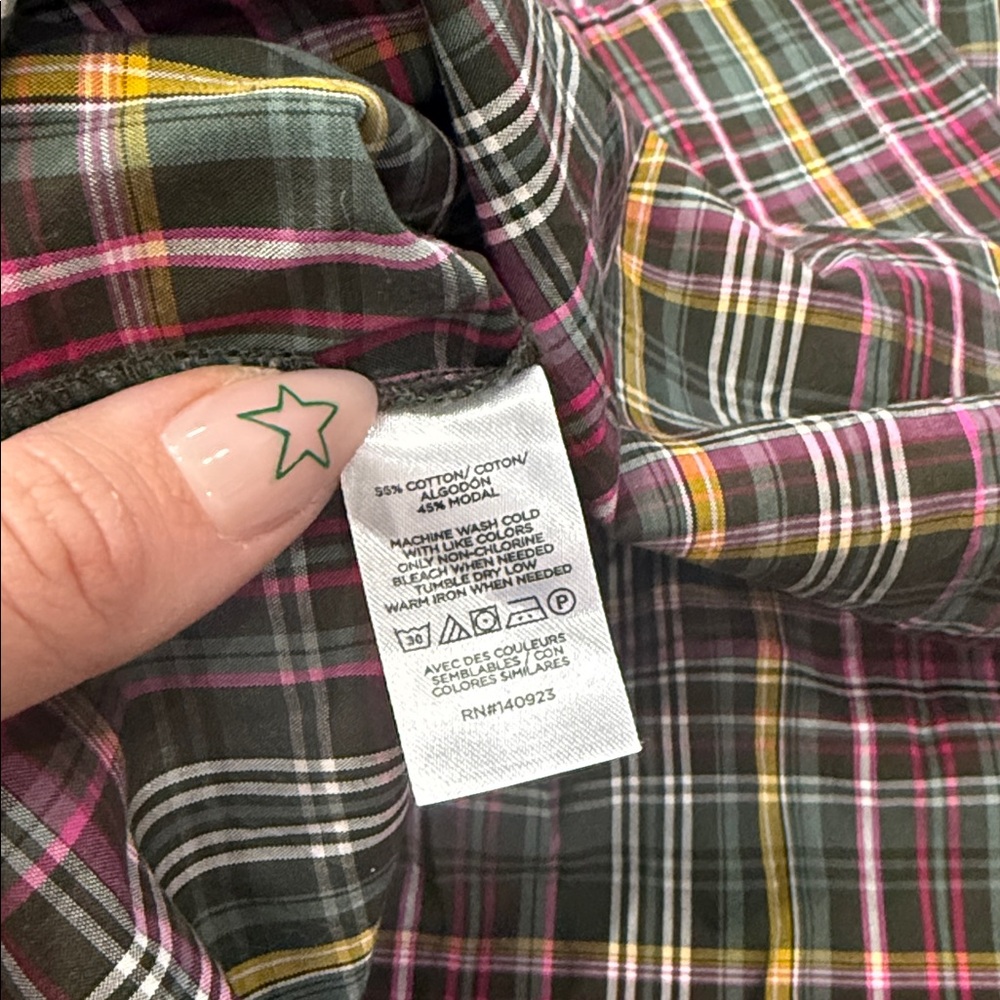 55% COTTON/ COTON/
ALGODÓN
45% MODAL
MACHINE WASH COLD
WITH LIKE COLORS
ONLY NON-CHLORINE
BLEACH WHEN NEEDED
TUMBLE DRY LOW
WARM IRON WHEN NEEDED
30 P
AVEC DES COULEURS
SEMBLABLES / CON
COLORES SIMILARES
RN#140923